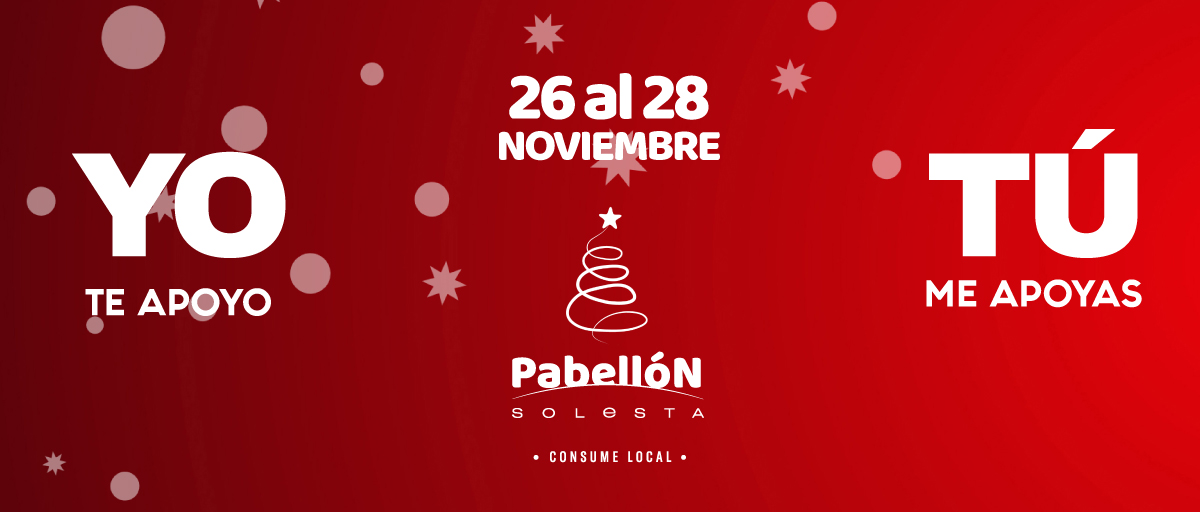 YO
TE APOYO
26 al 28
NOVIEMBRE
PabellóN
SOLESTA
• CONSUME LOCAL •
TÚ
ME APOYAS